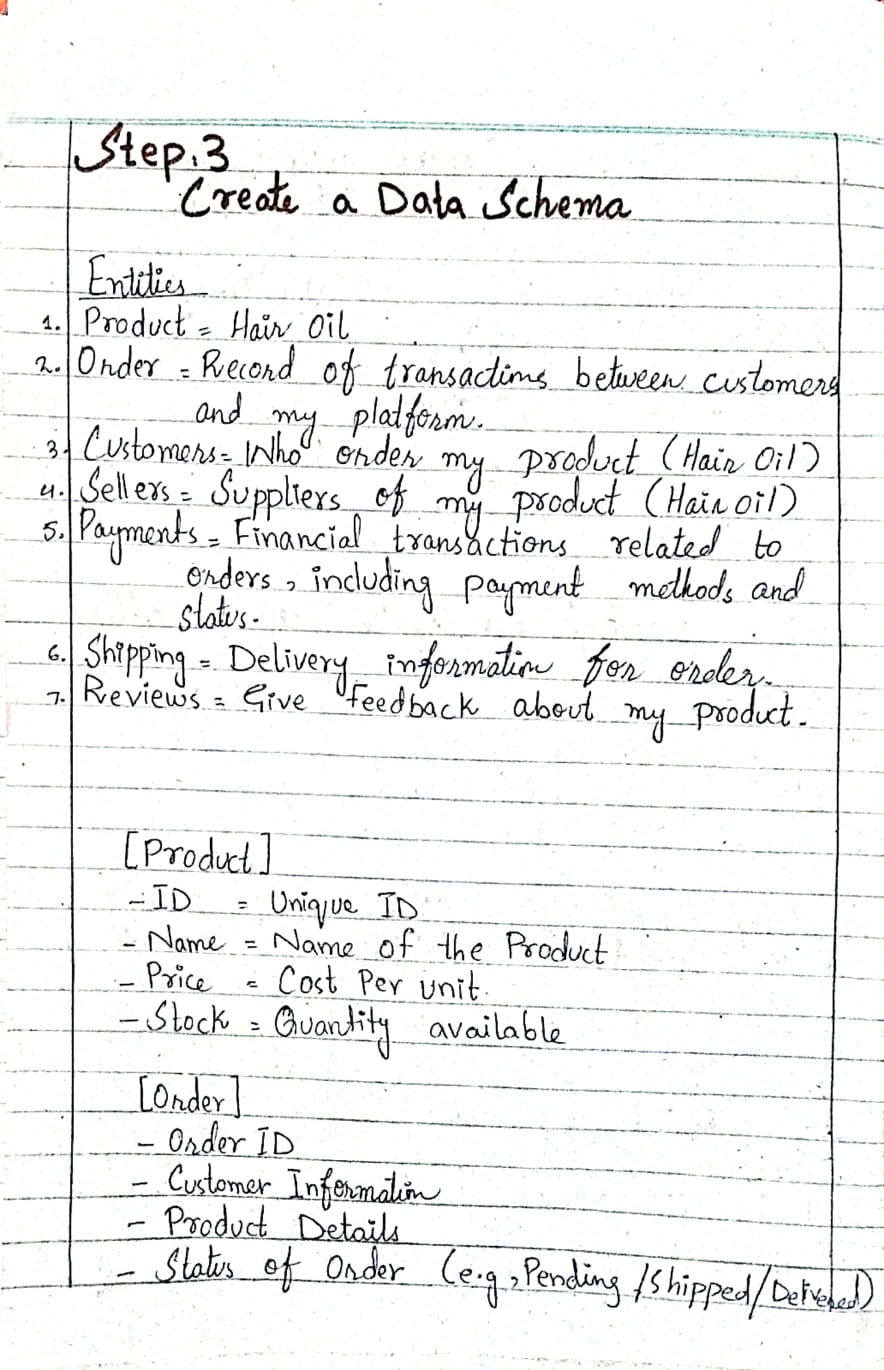 Step.3
Create a Data Schema
Entities
1. Product = Hair Oil
2. Order = Record of transactions between customers
and my platform.
3. Customers = Who order my product (Hair Oil)
4. Sellers = Suppliers of my product (Hair oil)
5. Payments = Financial transactions related to
orders, including payment methods and
status.
6. Shipping = Delivery information for order.
7. Reviews = Give feedback about my product.
[Product]
- ID = Unique ID
- Name = Name of the Product
- Price = Cost Per unit.
- Stock = Quantity available
[Order]
- Order ID
- Customer Information
- Product Details
- Status of Order (e.g, Pending /Shipped/Delivered)